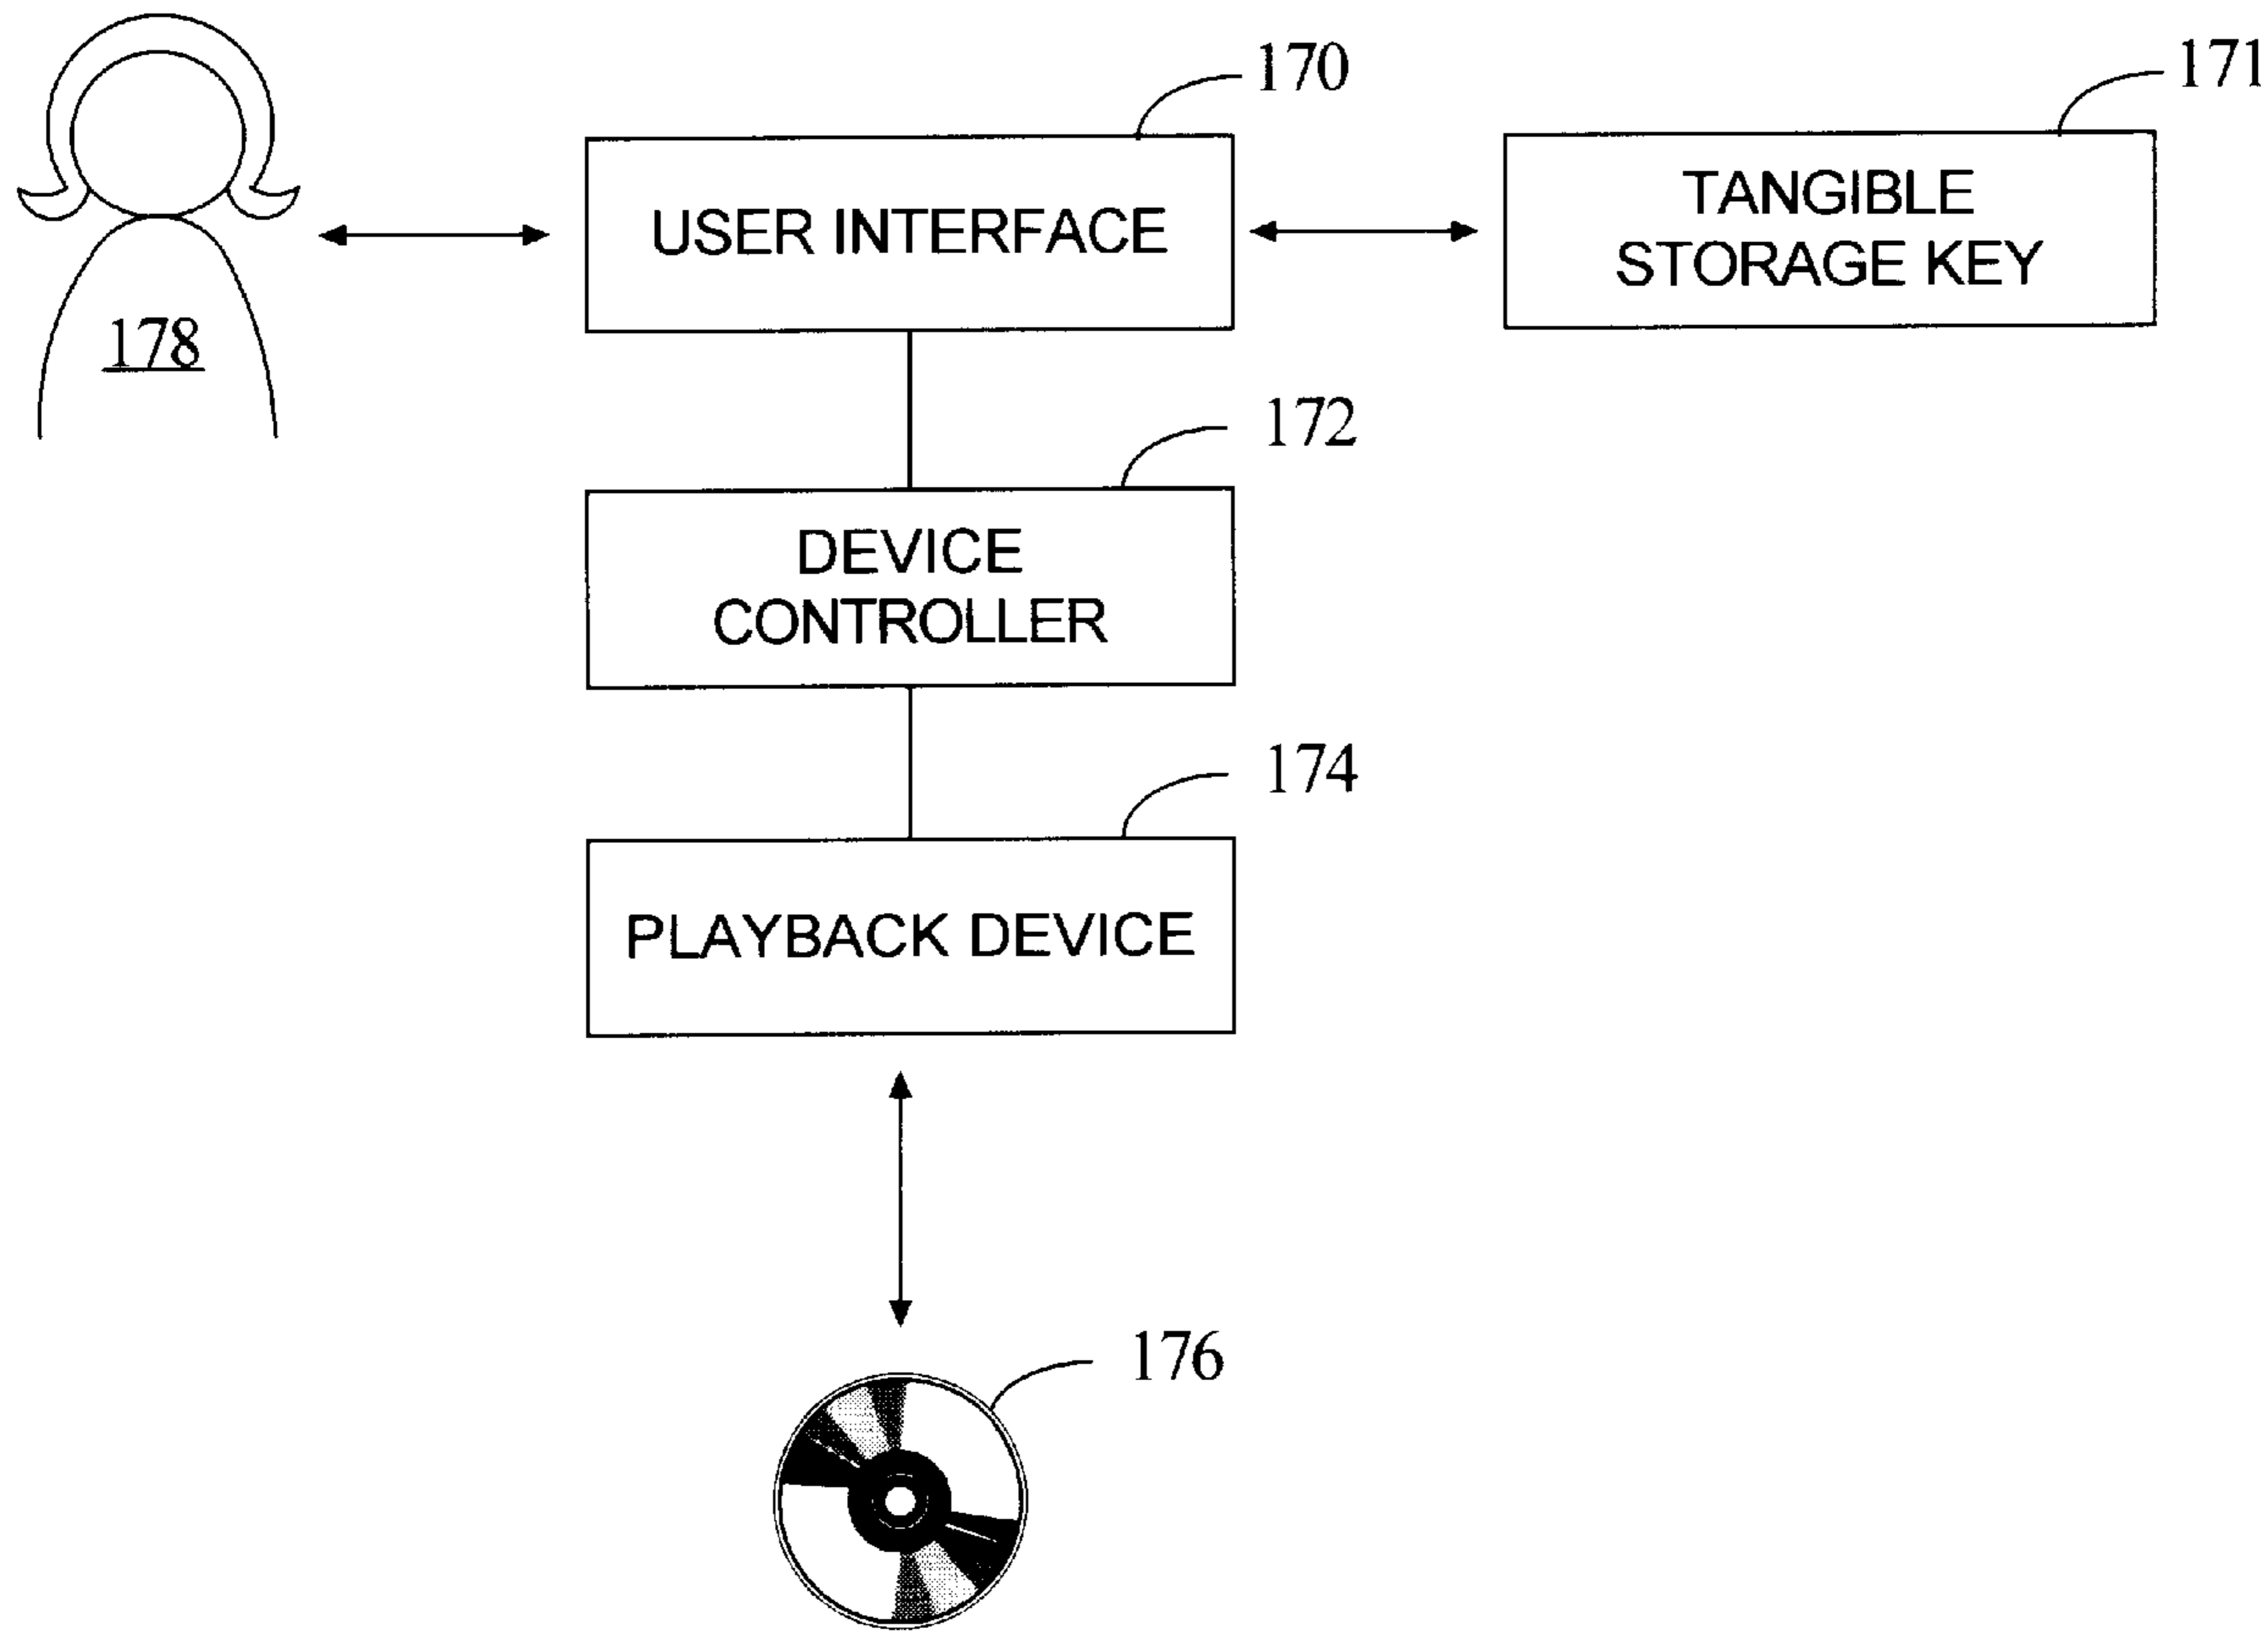 170
171
USER INTERFACE
TANGIBLE
STORAGE KEY
178
172
DEVICE
CONTROLLER
174
PLAYBACK DEVICE
176